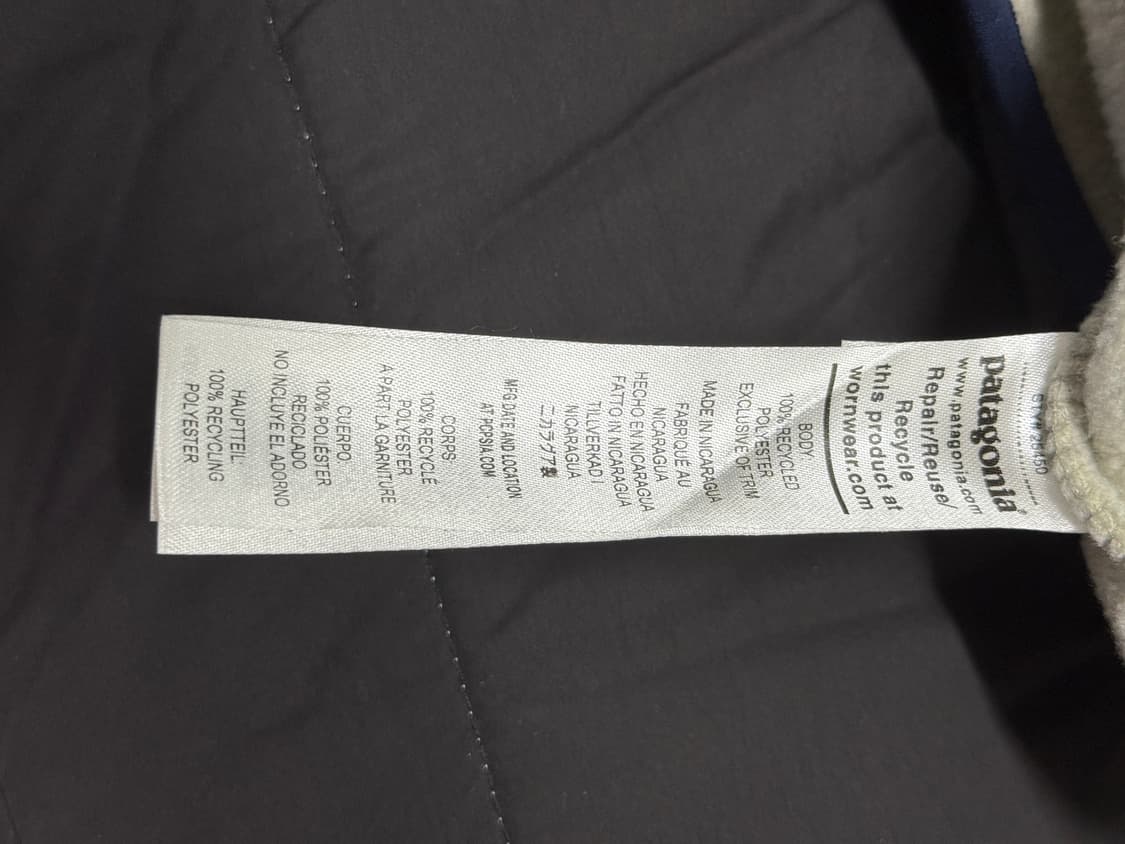 patagonia®
www.patagonia.com
Repair/Reuse/
Recycle
this product at
wornwear.com
BODY:
100% RECYCLED
POLYESTER
EXCLUSIVE OF TRIM
MADE IN NICARAGUA
FABRIQUÉ AU
NICARAGUA
HECHO EN NICARAGUA
FATTO IN NICARAGUA
TILLVERKAD I
NICARAGUA
ニカラグア製
MFG DATE AND LOCATION
AT POPSIA.COM
CORPS:
100% RECYCLÉ
POLYESTER
A PART LA GARNITURE
CUERPO:
100% POLIÉSTER
RECICLADO
NO INCLUYE EL ADORNO
HAUPTTEIL:
100% RECYCLING
POLYESTER